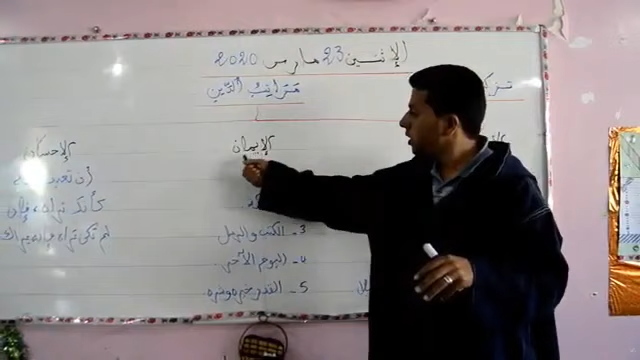 الإثنين 23 مارس 2020
مراتب الدين
الإيمان
3 - الكتب والرسل
4 - اليوم الآخر
5 - القدر خيره وشره
الإحسان
أن تعبد
كأنك تراه، فإن
لم تكن تراه فإنه يراك